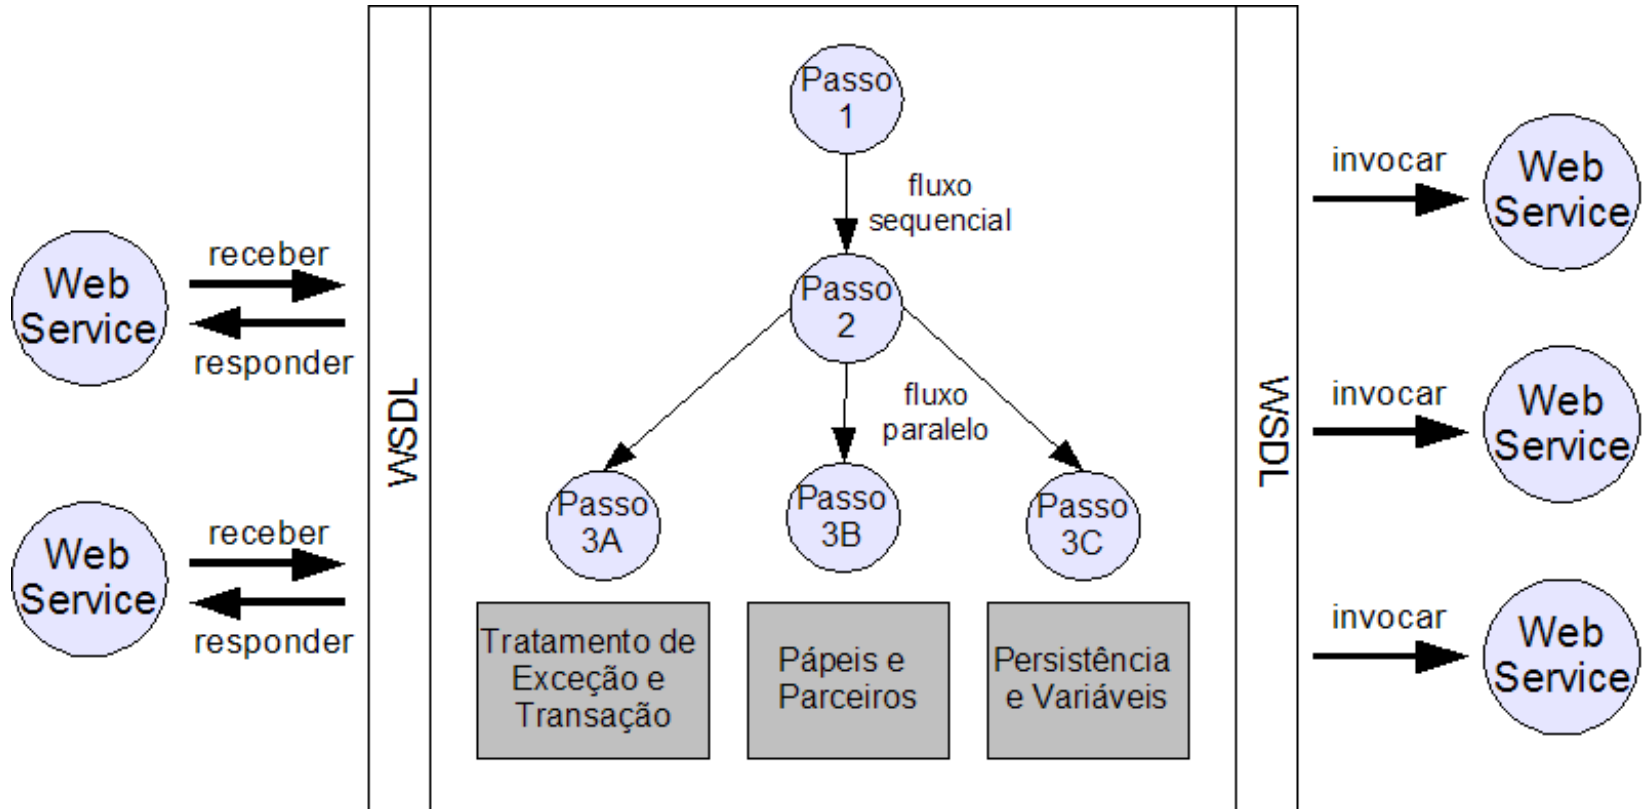 Web
Service
receber
responder
Web
Service
receber
responder
WSDL
Passo
1
fluxo
sequencial
Passo
2
fluxo
paralelo
Passo
3A
Passo
3B
Passo
3C
Tratamento de
Exceção e
Transação
Pápeis e
Parceiros
Persistência
e Variáveis
WSDL
invocar
Web
Service
invocar
Web
Service
invocar
Web
Service